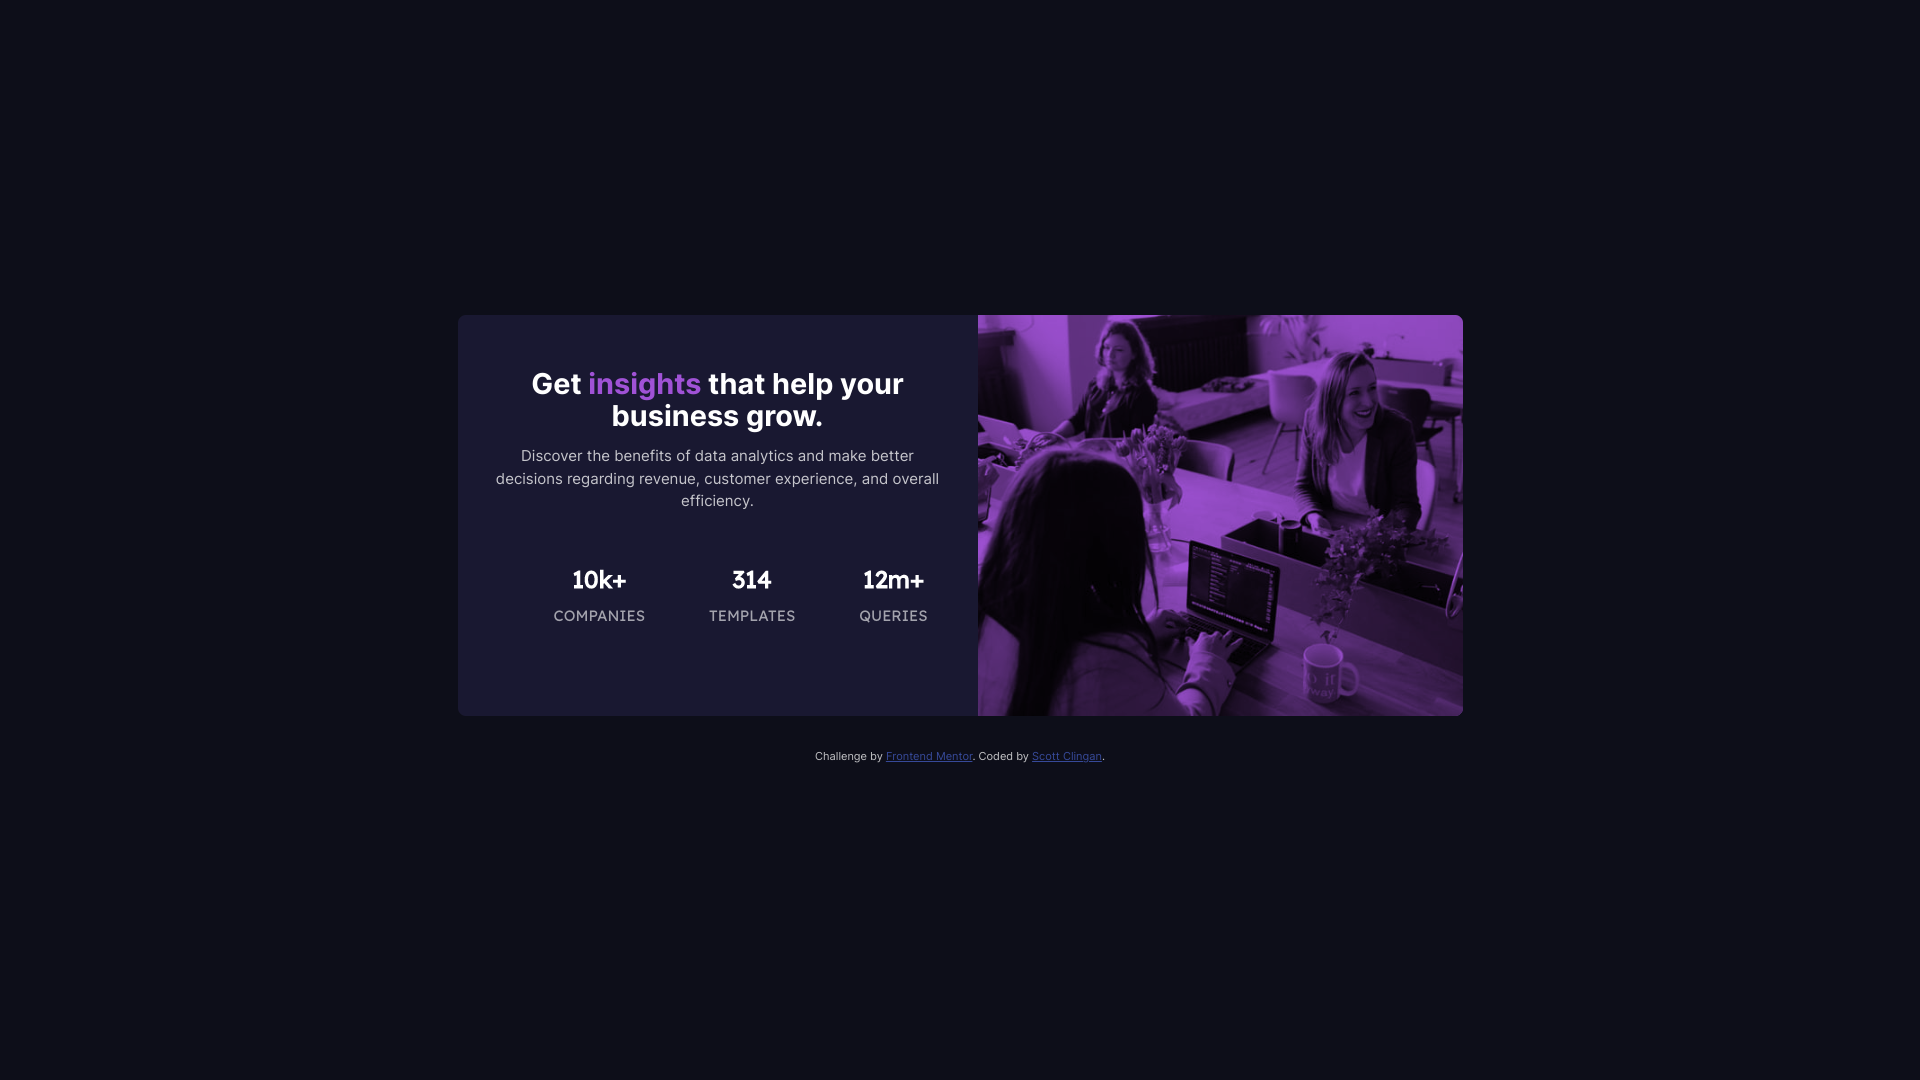 Get insights that help your
business grow.
Discover the benefits of data analytics and make better
decisions regarding revenue, customer experience, and overall
efficiency.
10k+ 314 12m+
COMPANIES TEMPLATES QUERIES
Challenge by Frontend Mentor. Coded by Scott Clingan.